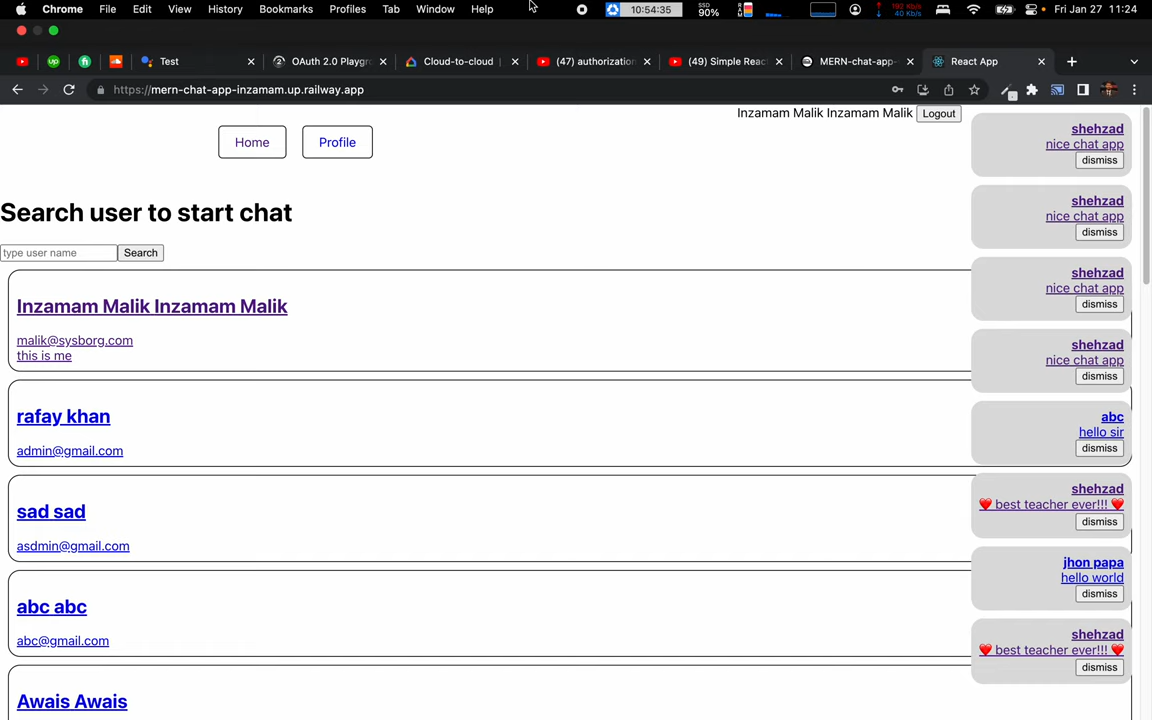 Chrome File Edit View History Bookmarks Profiles Tab Window Help 10:54:35 SSD 90% 192 Kb/s 40 Kb/s Fri Jan 27 11:24
Test OAuth 2.0 Playgr Cloud-to-cloud (47) authorization (49) Simple Reac MERN-chat-app- React App
https://mern-chat-app-inzamam.up.railway.app
Inzamam Malik Inzamam Malik Logout
Home Profile
Search user to start chat
type user name Search
Inzamam Malik Inzamam Malik
malik@sysborg.com
this is me
rafay khan
admin@gmail.com
sad sad
asdmin@gmail.com
abc abc
abc@gmail.com
Awais Awais
shehzad
nice chat app
dismiss
shehzad
nice chat app
dismiss
shehzad
nice chat app
dismiss
shehzad
nice chat app
dismiss
abc
hello sir
dismiss
shehzad
❤️ best teacher ever!!! ❤️
dismiss
jhon papa
hello world
dismiss
shehzad
❤️ best teacher ever!!! ❤️
dismiss